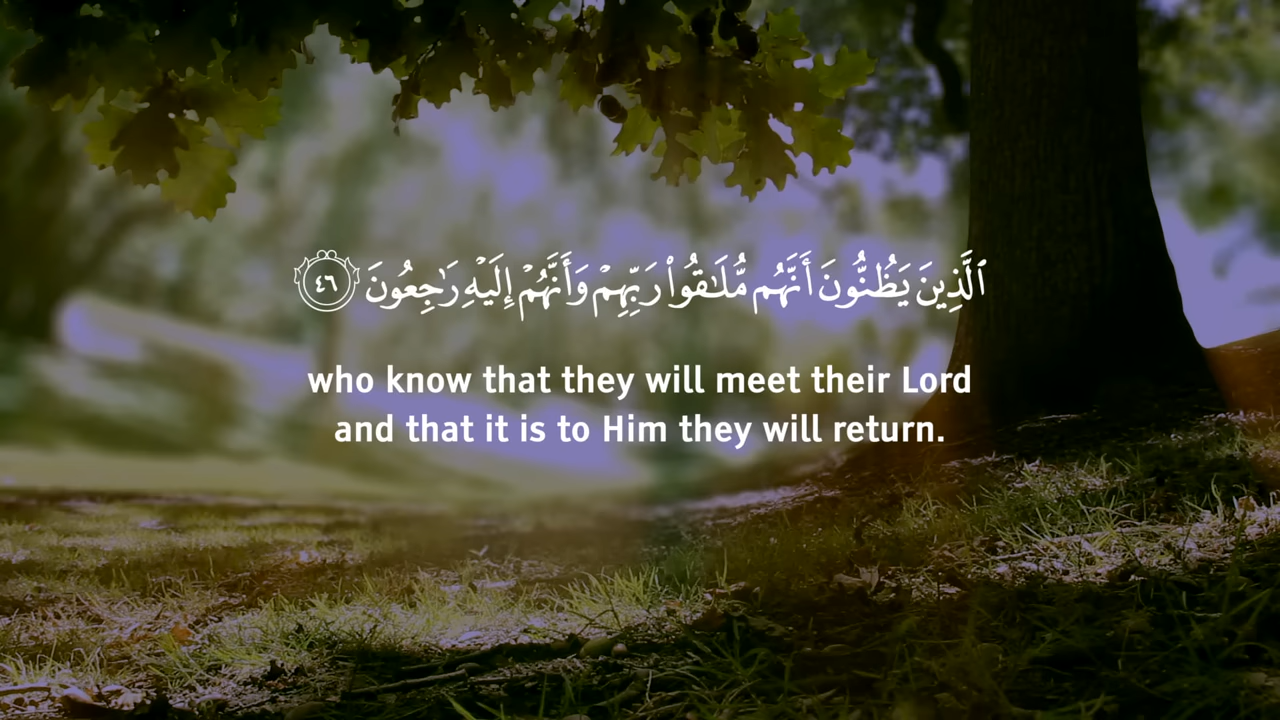 ٱلَّذِينَ يَظُنُّونَ أَنَّهُم مُّلَـٰقُوا۟ رَبِّهِمْ وَأَنَّهُمْ إِلَيْهِ رَٰجِعُونَ ٤٦
who know that they will meet their Lord
and that it is to Him they will return.